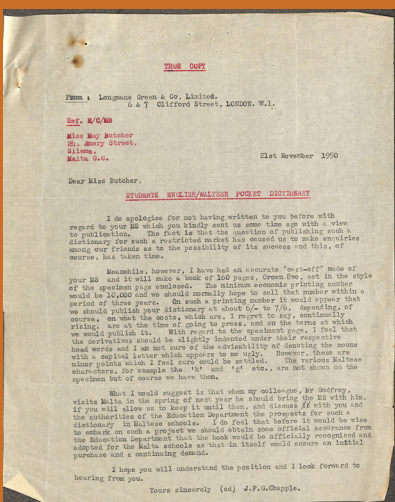 TRUE COPY
From : Longmans Green & Co, Limited.
6 & 7 Clifford Street, LONDON, W.1.
Ref. E/C/MB
Miss May Butcher
Amery Street,
Sliema,
Malta G.C.
21st November 1950
Dear Miss Butcher,
STUDENTS ENGLISH/MALTESE POCKET DICTIONARY
I do apologise for not having written to you before with
regard to your MS which you kindly sent us some time ago with a view
to publication. The fact is that the question of publishing such a
dictionary for such a restricted market has caused us to make enquiries
among our friends as to the possibility of its success and this, of
course, has taken time.
Meanwhile, however, I have had an accurate "cast-off" made of
your MS and it will make a book of 160 pages, Crown 8vo, set in the style
of the specimen page enclosed. The minimum economic printing number
would be 10,000 and we should normally hope to sell that number within a
period of three years. On such a printing number it would appear that
we should publish your dictionary at about 6/- to 7/6, depending, of
course, on what the costs, which are, I regret to say, continually
rising, are at the time of going to press, and on the terms at which
we would publish it. With regard to the specimen page, I feel that
the derivatives should be slightly indented under their respective
head words and I am not sure of the advisability of denoting the nouns
with a capital letter which appears to me ugly. However, these are
minor points which I feel sure could be settled. The various Maltese
characters, for example the 'h' and 'g' etc., are not shown on the
specimen but of course we have them.
What I would suggest is that when my colleague, Mr Godfrey,
visits Malta in the spring of next year he should bring the MS with him,
if you will allow us to keep it until then, and discuss with you and
the authorities of the Education Department the prospects for such a
dictionary in Maltese schools. I do feel that before it would be wise
to embark on such a project we should obtain some official assurance from
the Education Department that the book would be officially recognised and
adopted for the Malta schools as that in itself would ensure an initial
purchase and a continuing demand.
I hope you will understand the position and I look forward to
hearing from you.
Yours sincerely (sd) J.F.G.Chapple.